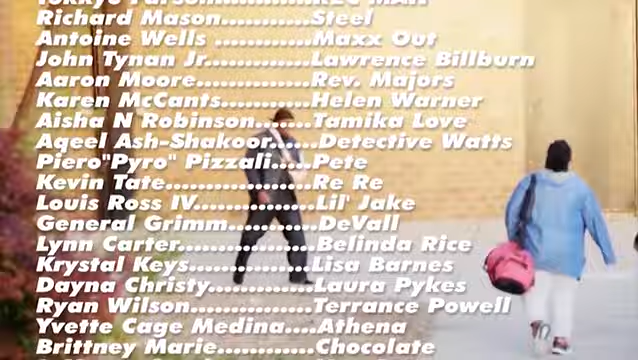 Richard Mason............Steel
Antoine Wells .............Maxx Out
John Tynan Jr..............Lawrence Billburn
Aaron Moore...............Rev. Majors
Karen McCants............Helen Warner
Aisha N Robinson.......Tamika Love
Aqeel Ash-Shakoor......Detective Watts
Piero"Pyro" Pizzali.....Pete
Kevin Tate...................Re Re
Louis Ross IV...............Lil' Jake
General Grimm...........DeVall
Lynn Carter.................Belinda Rice
Krystal Keys................Lisa Barnes
Dayna Christy.............Laura Pykes
Ryan Wilson................Terrance Powell
Yvette Cage Medina....Athena
Brittney Marie.............Chocolate